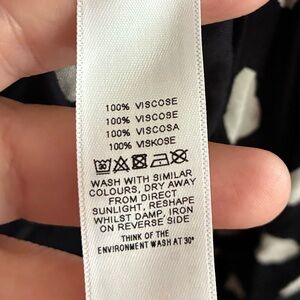 100% VISCOSE
100% VISCOSE
100% VISCOSA
100% VISKOSE
30
WASH WITH SIMILAR
COLOURS, DRY AWAY
FROM DIRECT
SUNLIGHT, RESHAPE
WHILST DAMP, IRON
ON REVERSE SIDE
THINK OF THE
ENVIRONMENT WASH AT 30°